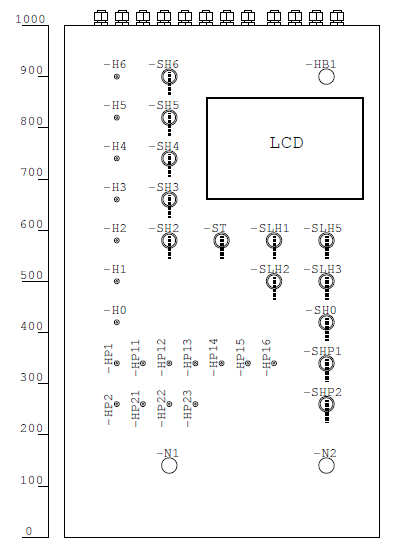 1000
-H6 -SH6 -HB1
900
-H5 -SH5
800
LCD
-H4 -SH4
700
-H3 -SH3
600
-H2 -SH2 -ST -SLH1 -SLH5
-H1 -SLH2 -SLH3
500
-H0 -SH0
400
-HP1 -HP11 -HP12 -HP13 -HP14 -HP15 -HP16 -SHP1
300
-HP2 -HP21 -HP22 -HP23 -SHP2
200
-N1 -N2
100
0